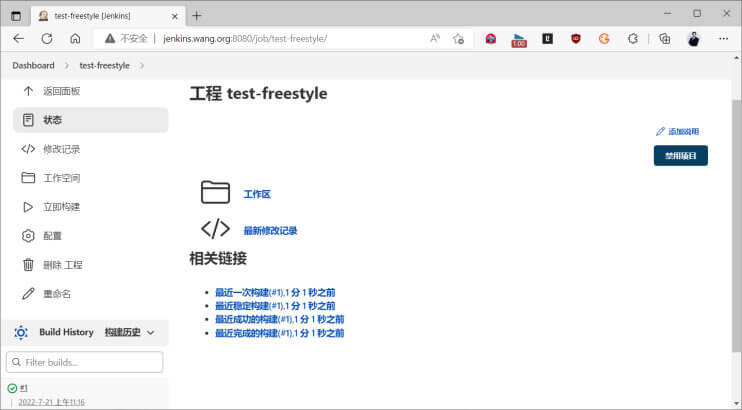 test-freestyle [Jenkins]
不安全 | jenkins.wang.org:8080/job/test-freestyle/
1.00
Dashboard
test-freestyle
返回面板
状态
修改记录
工作空间
立即构建
配置
删除 工程
重命名
Build History 构建历史
Filter builds...
#1
2022-7-21 上午11:16
工程 test-freestyle
添加说明
禁用项目
工作区
最新修改记录
相关链接
最近一次构建(#1),1 分 1 秒之前
最近稳定构建(#1),1 分 1 秒之前
最近成功的构建(#1),1 分 1 秒之前
最近完成的构建(#1),1 分 1 秒之前